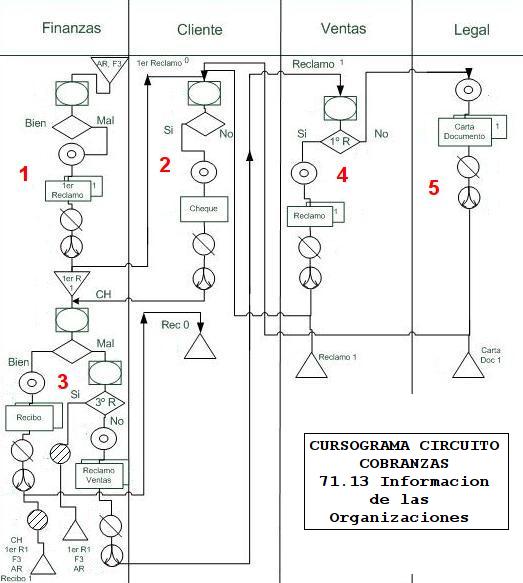 Finanzas
Cliente
Ventas
Legal
AR, F3
1er Reclamo 0
Reclamo 1
Bien
Mal
Si
No
Si
1º R
No
Carta
Documento
1
1
1er
Reclamo
1
2
4
5
Cheque
Reclamo
1
1er R
1
CH
Rec 0
Mal
Bien
3
Si
3º R
Reclamo 1
Carta
Doc 1
Recibo
No
Reclamo
Ventas
CH
1er R1
F3
AR
Recibo 1
1er R1
F3
AR
CURSOGRAMA CIRCUITO
COBRANZAS
71.13 Informacion
de las
Organizaciones